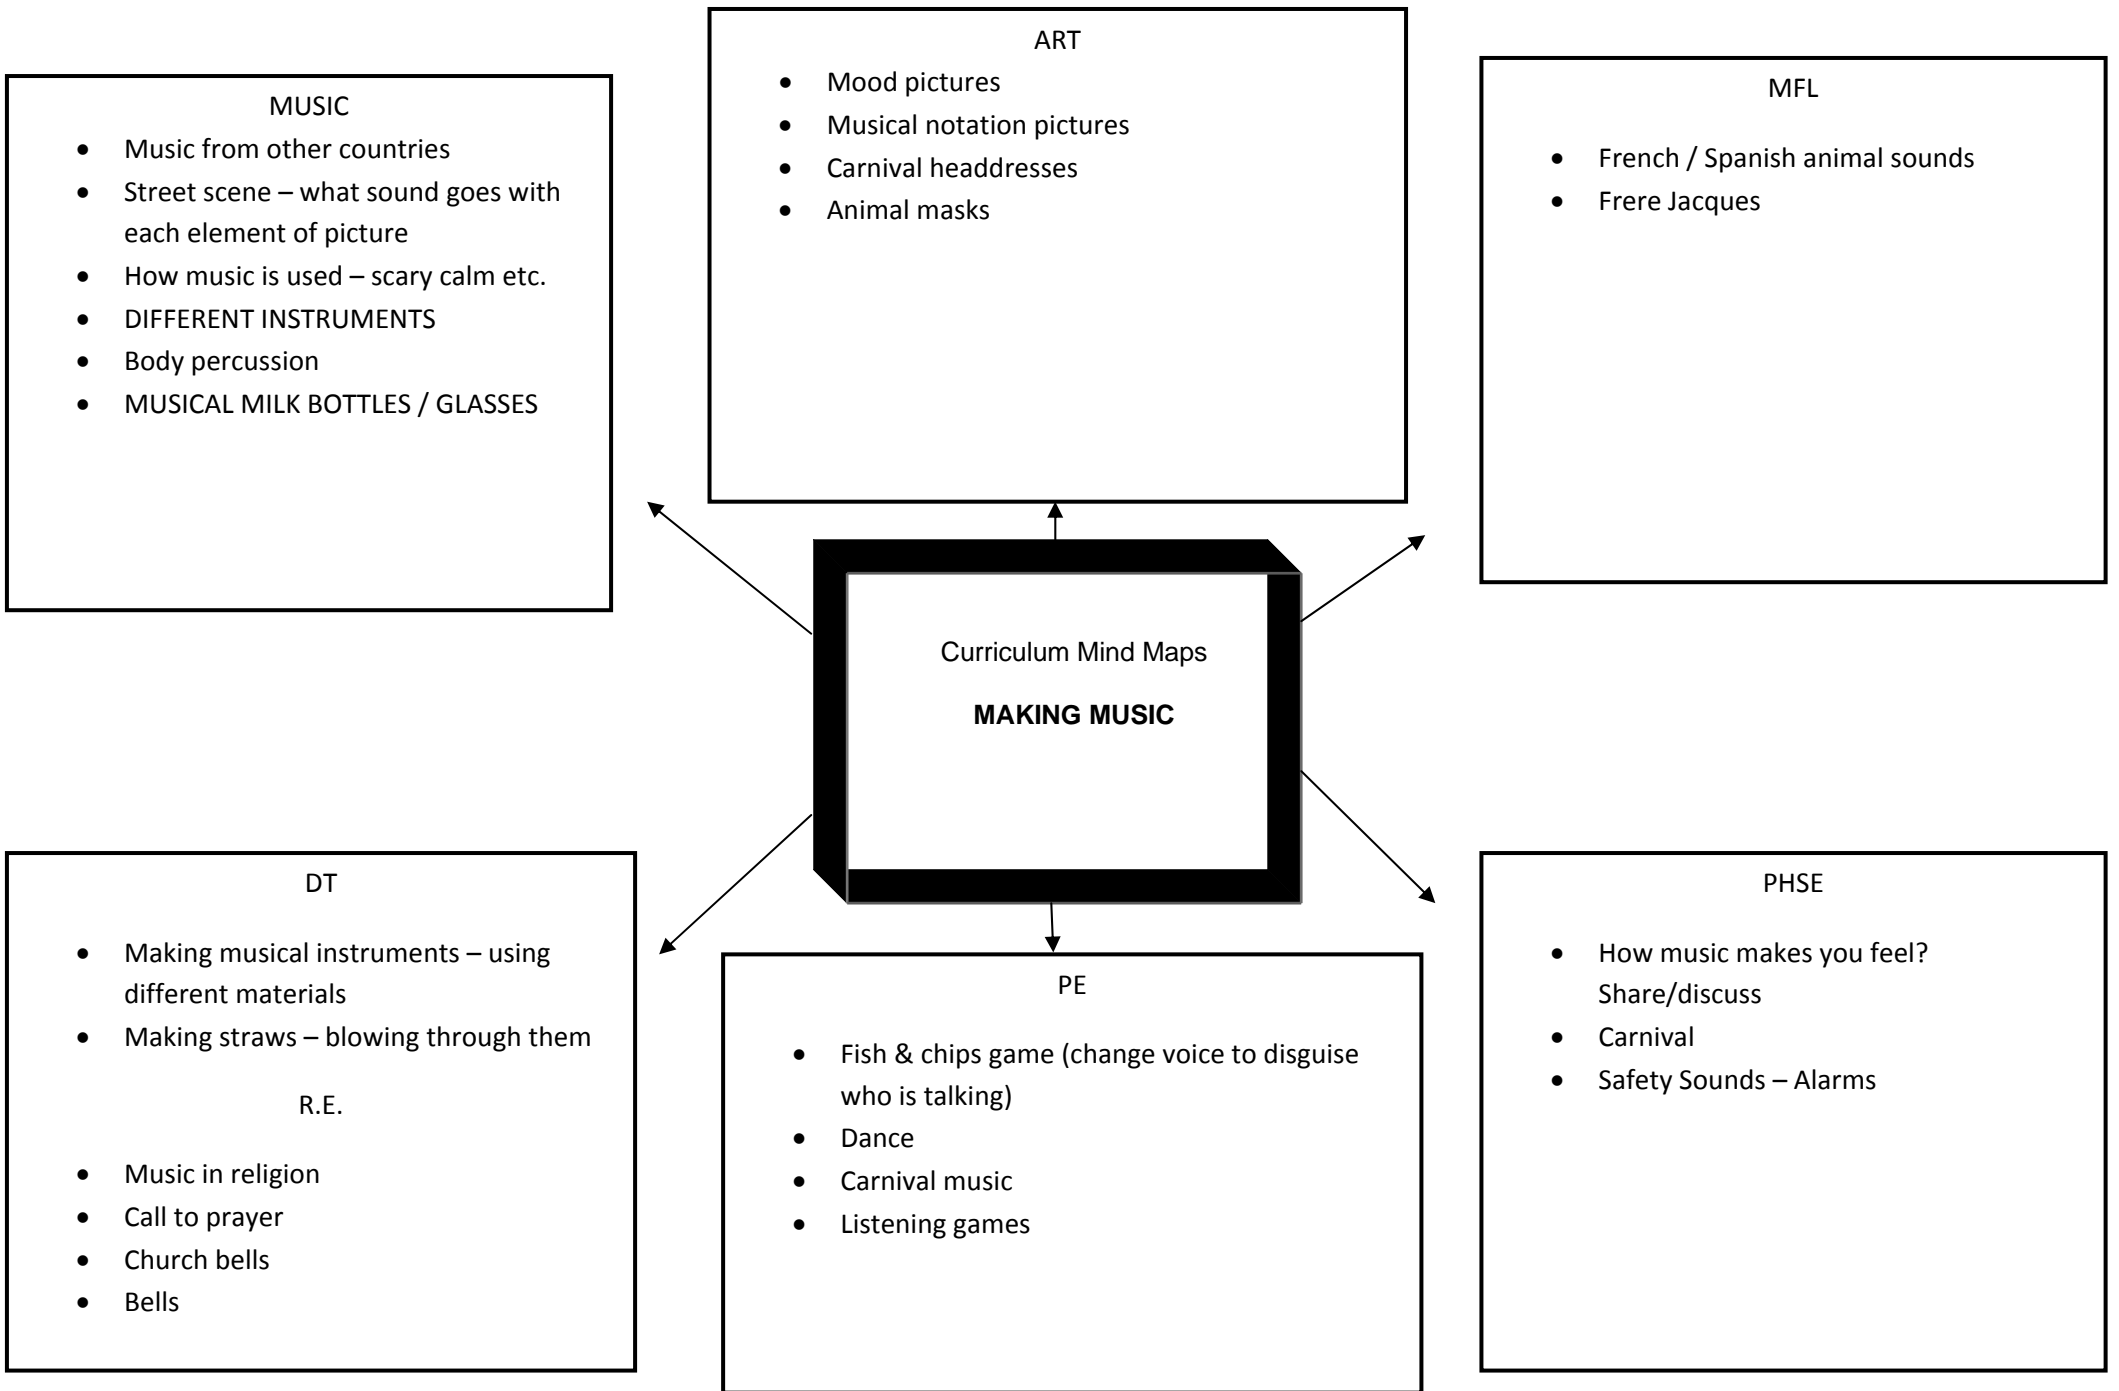 MUSIC
• Music from other countries
• Street scene – what sound goes with
each element of picture
• How music is used – scary calm etc.
• DIFFERENT INSTRUMENTS
• Body percussion
• MUSICAL MILK BOTTLES / GLASSES
ART
• Mood pictures
• Musical notation pictures
• Carnival headdresses
• Animal masks
MFL
• French / Spanish animal sounds
• Frere Jacques
Curriculum Mind Maps
MAKING MUSIC
DT
• Making musical instruments – using
different materials
• Making straws – blowing through them
R.E.
• Music in religion
• Call to prayer
• Church bells
• Bells
PE
• Fish & chips game (change voice to disguise
who is talking)
• Dance
• Carnival music
• Listening games
PHSE
• How music makes you feel?
Share/discuss
• Carnival
• Safety Sounds – Alarms